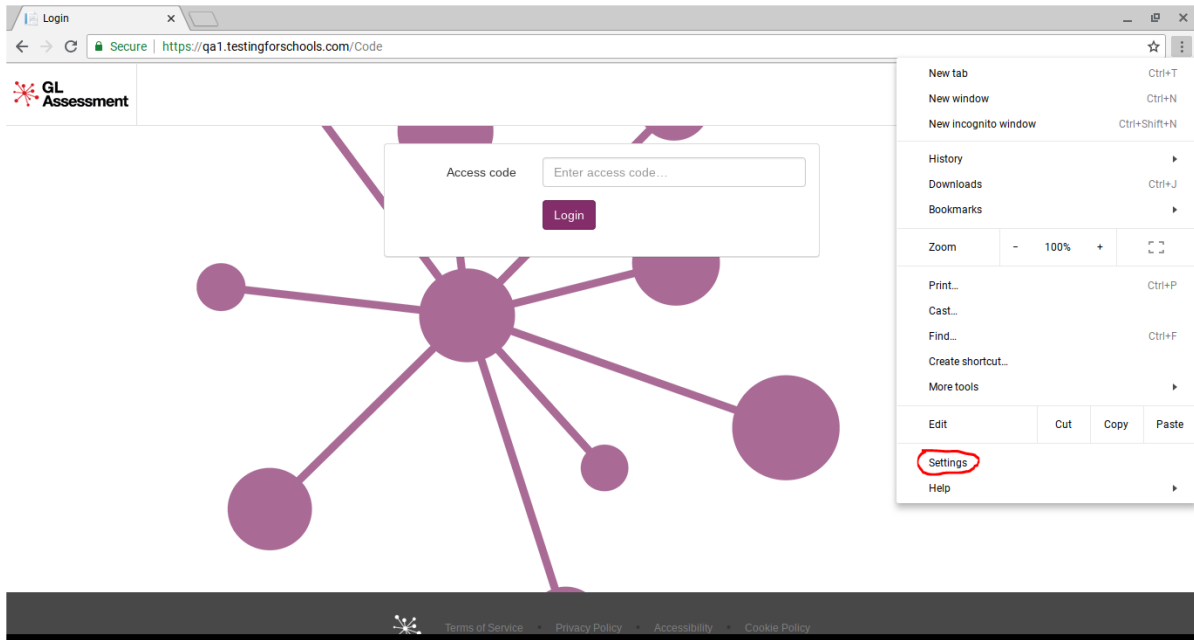 Login
Secure | https://qa1.testingforschools.com/Code
GL
Assessment
Access code
Enter access code...
Login
New tab Ctrl+T
New window Ctrl+N
New incognito window Ctrl+Shift+N
History
Downloads Ctrl+J
Bookmarks
Zoom - 100% +
Print... Ctrl+P
Cast...
Find... Ctrl+F
Create shortcut...
More tools
Edit Cut Copy Paste
Settings
Help
Terms of Service • Privacy Policy • Accessibility • Cookie Policy